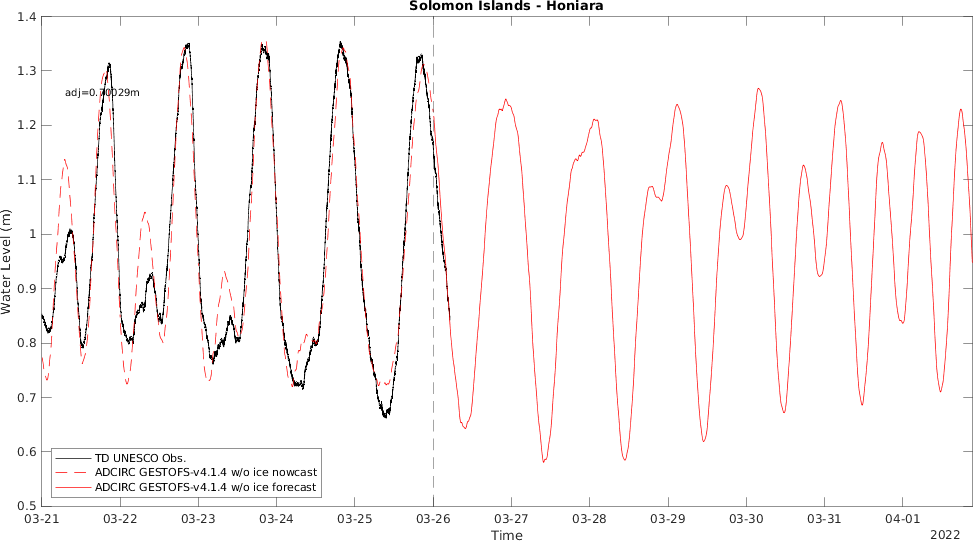 Solomon Islands - Honiara
1.4
1.3
1.2
1.1
1
0.9
0.8
0.7
0.6
0.5
Water Level (m)
adj=0.70029m
TD UNESCO Obs.
ADCIRC GESTOFS-v4.1.4 w/o ice nowcast
ADCIRC GESTOFS-v4.1.4 w/o ice forecast
03-21 03-22 03-23 03-24 03-25 03-26 03-27 03-28 03-29 03-30 03-31 04-01
Time
2022